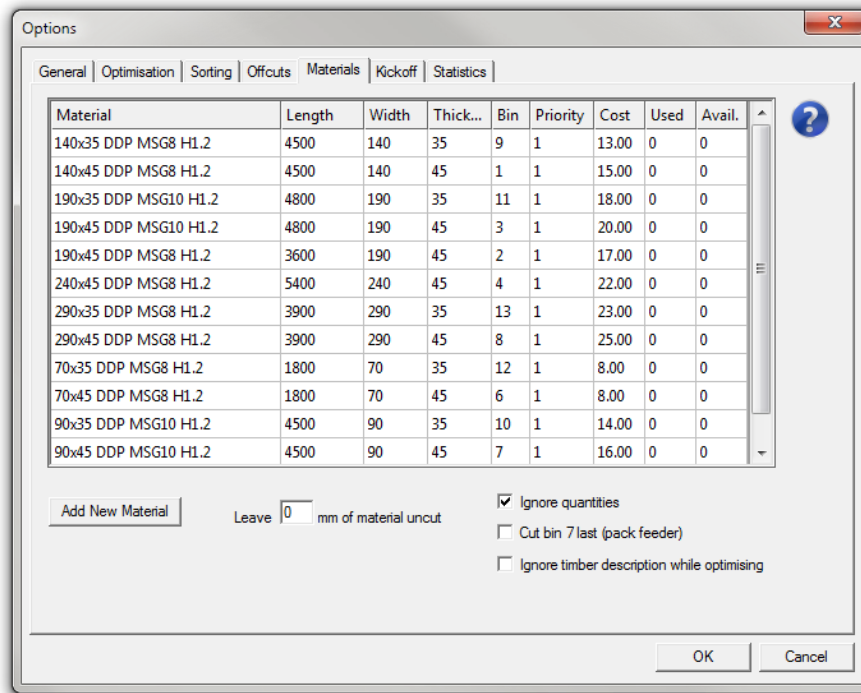 Options
X
General Optimisation Sorting Offcuts Materials Kickoff Statistics
Material Length Width Thick... Bin Priority Cost Used Avail.
140x35 DDP MSG8 H1.2 4500 140 35 9 1 13.00 0 0
140x45 DDP MSG8 H1.2 4500 140 45 1 1 15.00 0 0
190x35 DDP MSG10 H1.2 4800 190 35 11 1 18.00 0 0
190x45 DDP MSG10 H1.2 4800 190 45 3 1 20.00 0 0
190x45 DDP MSG8 H1.2 3600 190 45 2 1 17.00 0 0
240x45 DDP MSG8 H1.2 5400 240 45 4 1 22.00 0 0
290x35 DDP MSG8 H1.2 3900 290 35 13 1 23.00 0 0
290x45 DDP MSG8 H1.2 3900 290 45 8 1 25.00 0 0
70x35 DDP MSG8 H1.2 1800 70 35 12 1 8.00 0 0
70x45 DDP MSG8 H1.2 1800 70 45 6 1 8.00 0 0
90x35 DDP MSG10 H1.2 4500 90 35 10 1 14.00 0 0
90x45 DDP MSG10 H1.2 4500 90 45 7 1 16.00 0 0
?
Add New Material
Leave 0 mm of material uncut
Ignore quantities
Cut bin 7 last (pack feeder)
Ignore timber description while optimising
OK Cancel